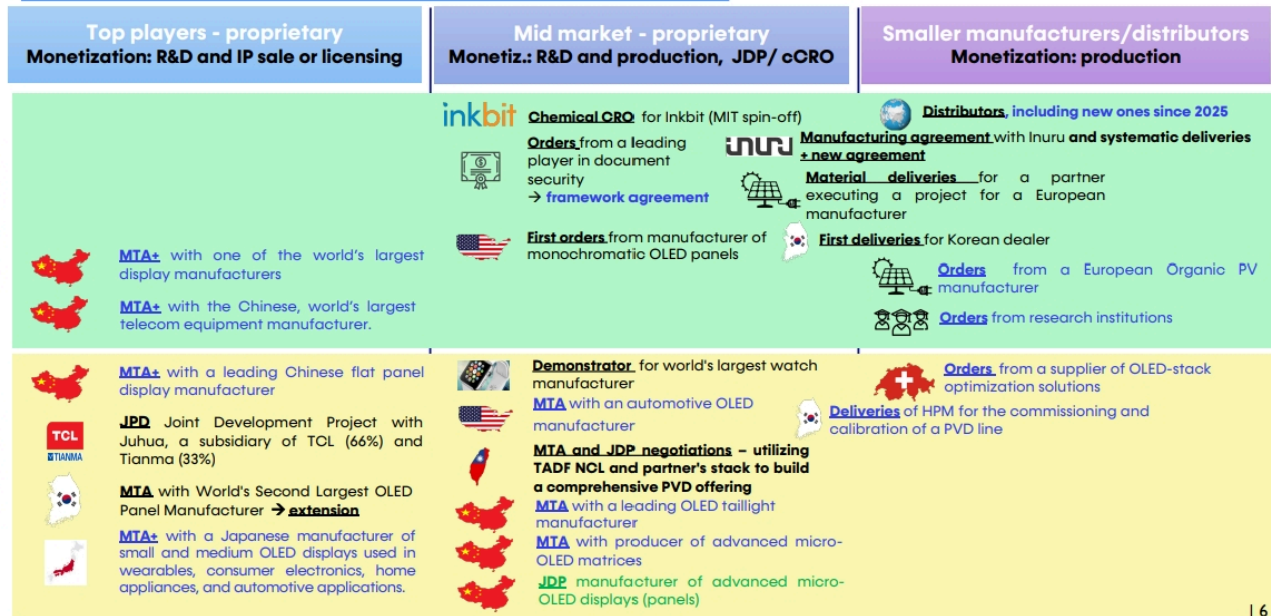 Top players - proprietary
Monetization: R&D and IP sale or licensing
Mid market - proprietary
Monetiz.: R&D and production, JDP/ cCRO
Smaller manufacturers/distributors
Monetization: production
MTA+ with one of the world's largest
display manufacturers
MTA+ with the Chinese, world's largest
telecom equipment manufacturer.
inkbit
Chemical CRO for Inkbit (MIT spin-off)
Orders from a leading
player in document
security
→ framework agreement
First orders from manufacturer of
monochromatic OLED panels
Distributors, including new ones since 2025
inuru
Manufacturing agreement with Inuru and systematic deliveries
+ new agreement
Material deliveries for a partner
executing a project for a European
manufacturer
First deliveries for Korean dealer
Orders from a European Organic PV
manufacturer
Orders from research institutions
MTA+ with a leading Chinese flat panel
display manufacturer
TCL
TIANMA
JPD Joint Development Project with
Juhua, a subsidiary of TCL (66%) and
Tianma (33%)
MTA with World's Second Largest OLED
Panel Manufacturer → extension
MTA+ with a Japanese manufacturer of
small and medium OLED displays used in
wearables, consumer electronics, home
appliances, and automotive applications.
Demonstrator for world's largest watch
manufacturer
MTA with an automotive OLED
manufacturer
MTA and JDP negotiations – utilizing
TADF NCL and partner's stack to build
a comprehensive PVD offering
MTA with a leading OLED taillight
manufacturer
MTA with producer of advanced micro-
OLED matrices
JDP manufacturer of advanced micro-
OLED displays (panels)
Orders from a supplier of OLED-stack
optimization solutions
Deliveries of HPM for the commissioning and
calibration of a PVD line
| 6